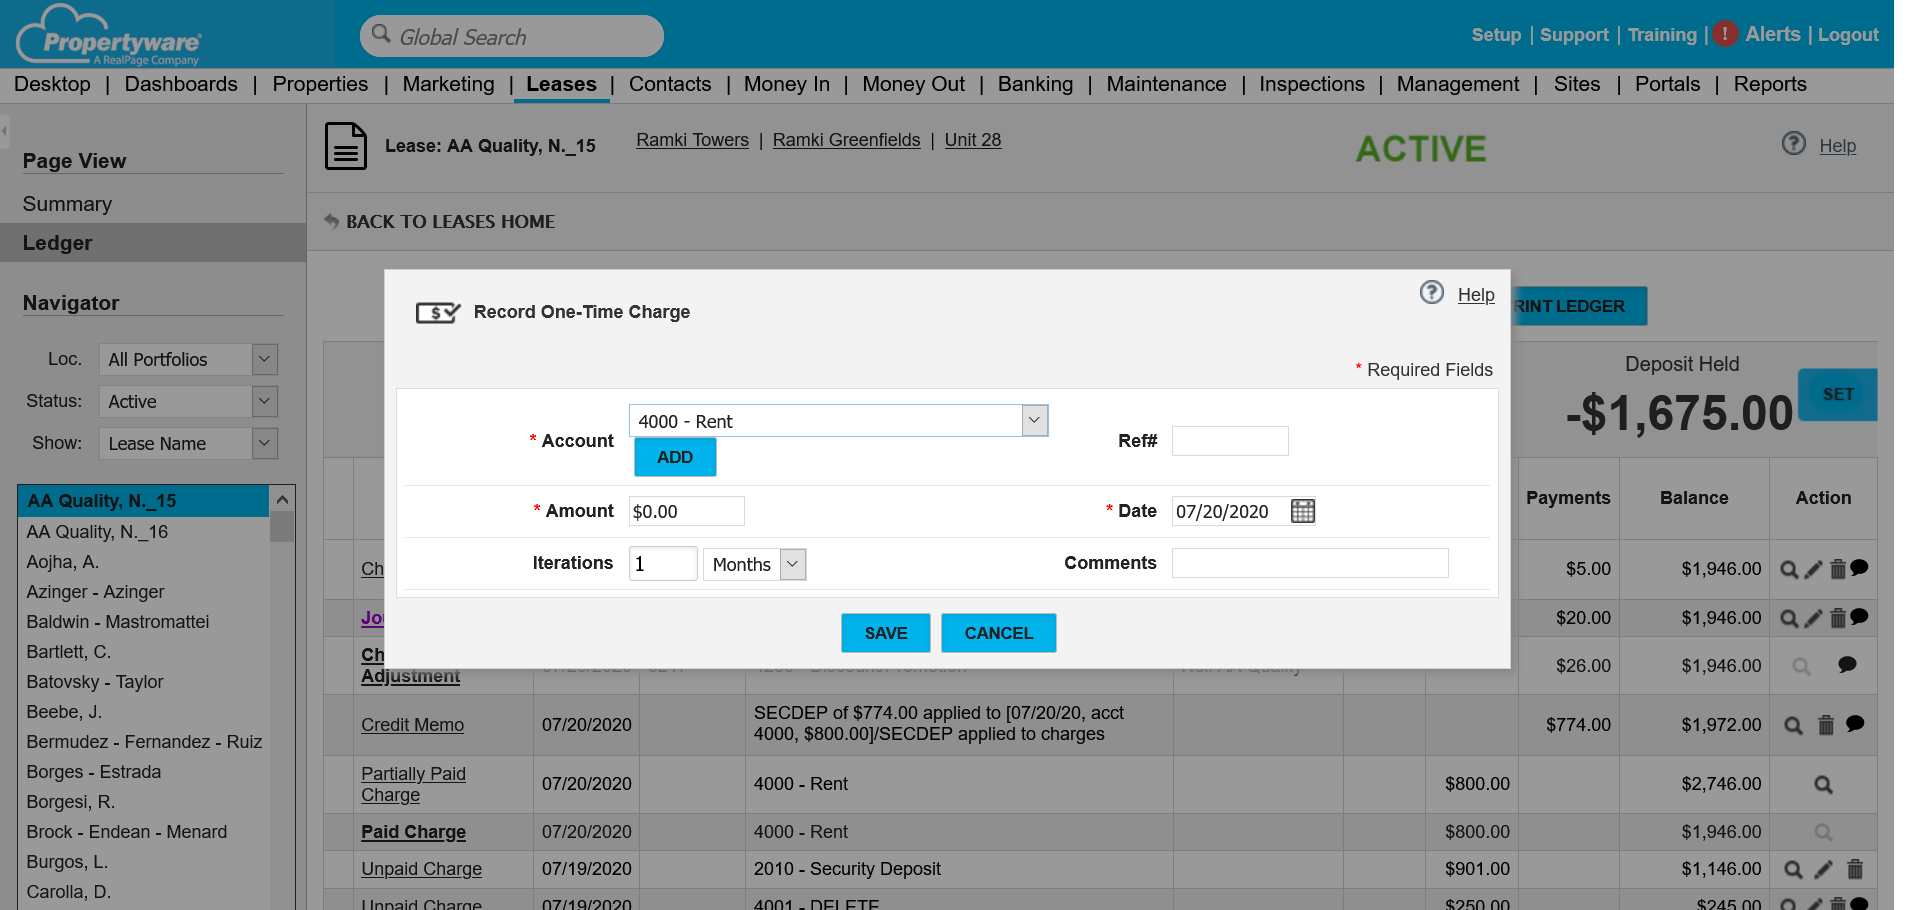 Propertyware
A RealPage Company
Global Search
Setup | Support | Training | ! Alerts | Logout
Desktop | Dashboards | Properties | Marketing | Leases | Contacts | Money In | Money Out | Banking | Maintenance | Inspections | Management | Sites | Portals | Reports
Page View
Summary
Ledger
Navigator
Loc. All Portfolios
Status: Active
Show: Lease Name
AA Quality, N._15
AA Quality, N._16
Aojha, A.
Azinger - Azinger
Baldwin - Mastromattei
Bartlett, C.
Batovsky - Taylor
Beebe, J.
Bermudez - Fernandez - Ruiz
Borges - Estrada
Borgesi, R.
Brock - Endean - Menard
Burgos, L.
Carolla, D.
Lease: AA Quality, N._15
Ramki Towers | Ramki Greenfields | Unit 28
ACTIVE
? Help
BACK TO LEASES HOME
RINT LEDGER
Deposit Held
-$1,675.00
SET
$ Record One-Time Charge
? Help
* Required Fields
* Account 4000 - Rent
ADD
Ref#
* Amount $0.00
* Date 07/20/2020
Iterations 1 Months
Comments
SAVE CANCEL
Payments Balance Action
Ch $5.00 $1,946.00
Jou $20.00 $1,946.00
Ch
Adjustment 07/20/2020 4200 - Discount/Promotion Neil AA Quality $26.00 $1,946.00
Credit Memo 07/20/2020 SECDEP of $774.00 applied to [07/20/20, acct
4000, $800.00]/SECDEP applied to charges $774.00 $1,972.00
Partially Paid
Charge 07/20/2020 4000 - Rent $800.00 $2,746.00
Paid Charge 07/20/2020 4000 - Rent $800.00 $1,946.00
Unpaid Charge 07/19/2020 2010 - Security Deposit $901.00 $1,146.00
Unpaid Charge 07/19/2020 4001 - DELETE $250.00 $245.00